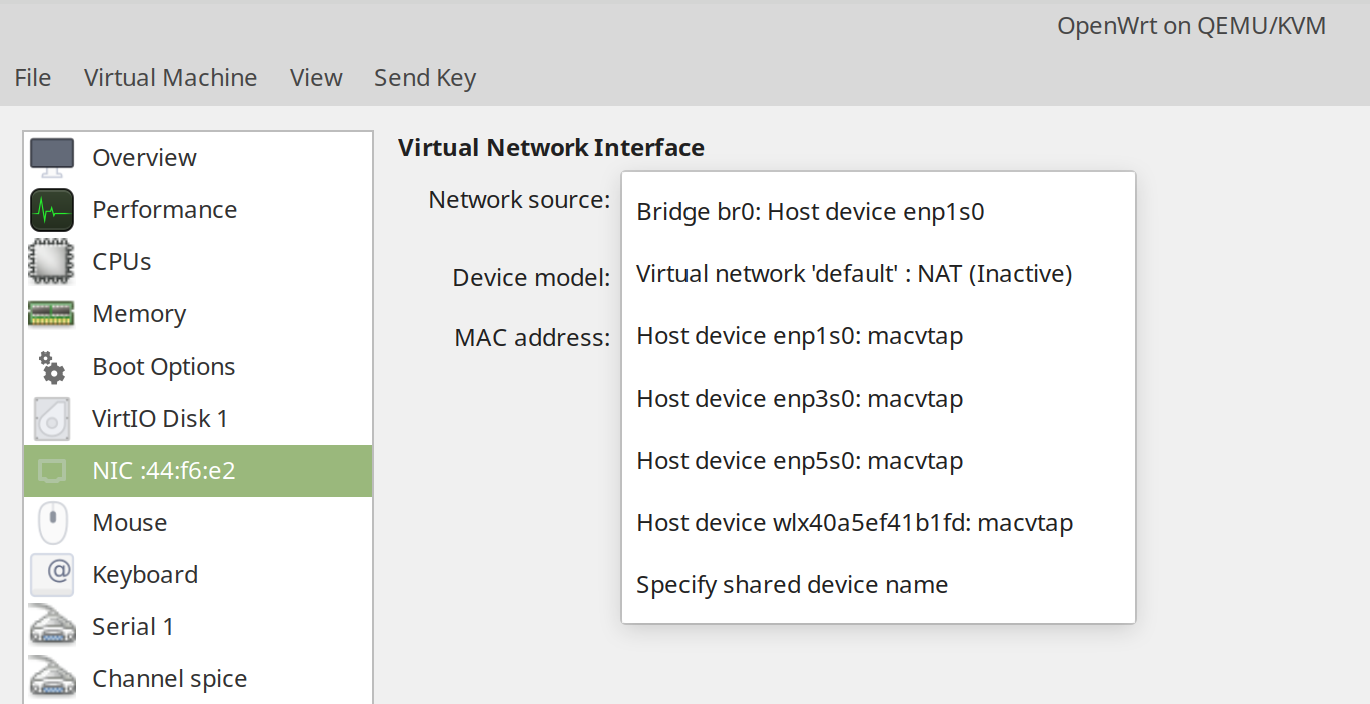 OpenWrt on QEMU/KVM
File Virtual Machine View Send Key
Overview
Performance
CPUs
Memory
Boot Options
VirtIO Disk 1
NIC :44:f6:e2
Mouse
Keyboard
Serial 1
Channel spice
Virtual Network Interface
Network source:
Device model:
MAC address:
Bridge br0: Host device enp1s0
Virtual network 'default' : NAT (Inactive)
Host device enp1s0: macvtap
Host device enp3s0: macvtap
Host device enp5s0: macvtap
Host device wlx40a5ef41b1fd: macvtap
Specify shared device name